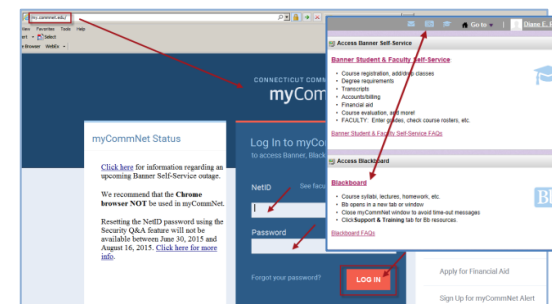 my.commnet.edu/
View Favorites Tools Help
Select
Browser WebEx
CONNECTICUT COMM
myCom
myCommNet Status
Click here for information regarding an
upcoming Banner Self-Service outage.
We recommend that the Chrome
browser NOT be used in myCommNet.
Resetting the NetID password using the
Security Q&A feature will not be
available between June 30, 2015 and
August 16, 2015. Click here for more
info.
Log In to myCo
to access Banner, Black
NetID See facu
Password
Forgot your password?
LOG IN
Go to
Diane E.
Access Banner Self-Service
Banner Student & Faculty Self-Service
• Course registration, add/drop classes
• Degree requirements
• Transcripts
• Accounts/billing
• Financial aid
• Course evaluation, and more!
• FACULTY: Enter grades, check course rosters, etc.
Banner Student & Faculty Self-Service FAQs
Access Blackboard
Blackboard
• Course syllabi, lectures, homework, etc.
• Bb opens in a new tab or window
• Close myCommNet window to avoid time-out messages
• Click Support & Training tab for Bb resources.
Blackboard FAQs
Bb
Apply for Financial Aid
Sign Up for myCommNet Alert